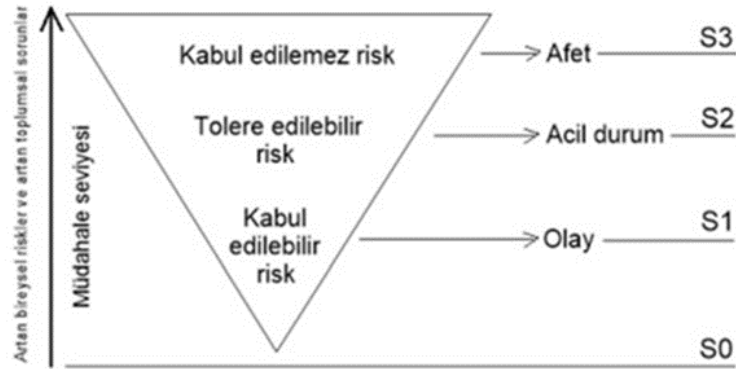 Artan bireysel riskler ve artan toplumsal sorunlar
Müdahale seviyesi
Kabul edilemez risk
Afet
S3
Tolere edilebilir
risk
Acil durum
S2
Kabul
edilebilir
risk
Olay
S1
S0